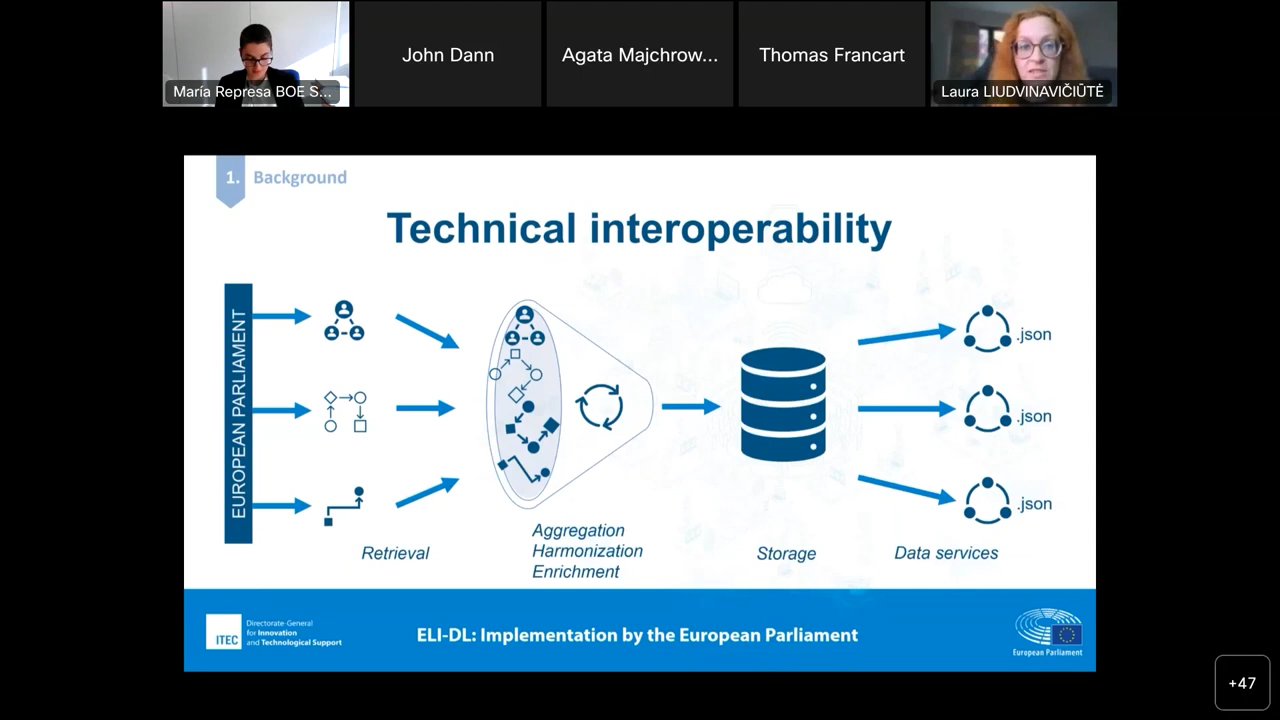 María Represa BOE S...
John Dann
Agata Majchrow...
Thomas Francart
Laura LIUDVINAVIČIŪTĖ
1. Background
Technical interoperability
EUROPEAN PARLIAMENT
.json
.json
.json
Retrieval
Aggregation
Harmonization
Enrichment
Storage
Data services
ITEC
Directorate-General
for Innovation
and Technological Support
ELI-DL: Implementation by the European Parliament
European Parliament
+47